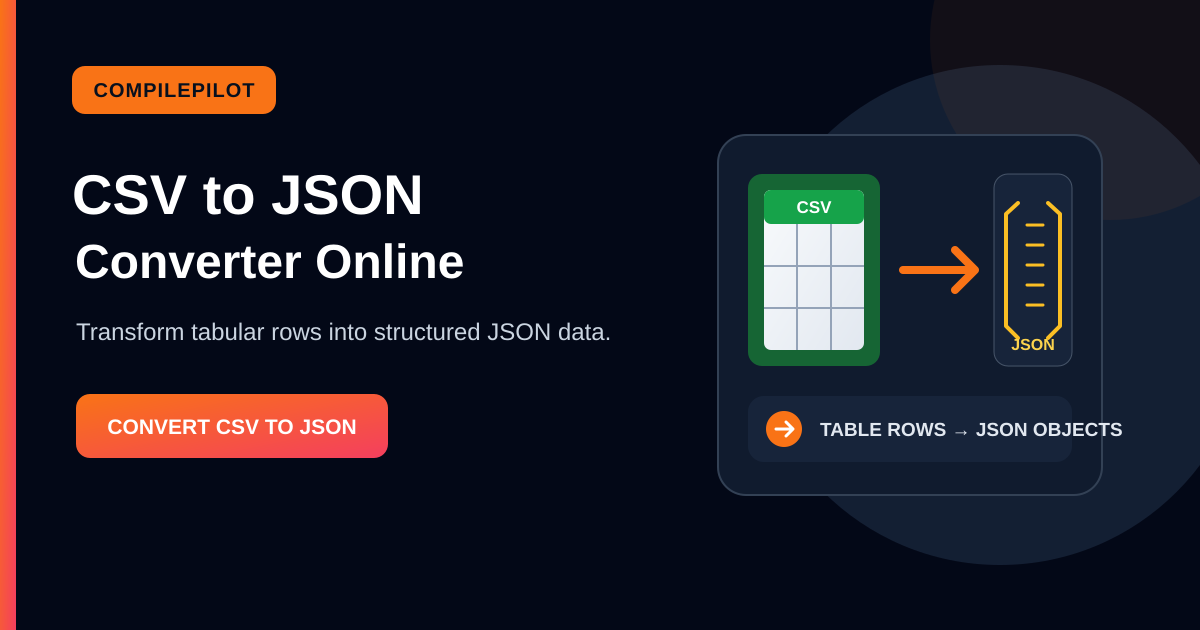 COMPILEPILOT
CSV to JSON
Converter Online
Transform tabular rows into structured JSON data.
CONVERT CSV TO JSON
CSV
JSON
TABLE ROWS → JSON OBJECTS